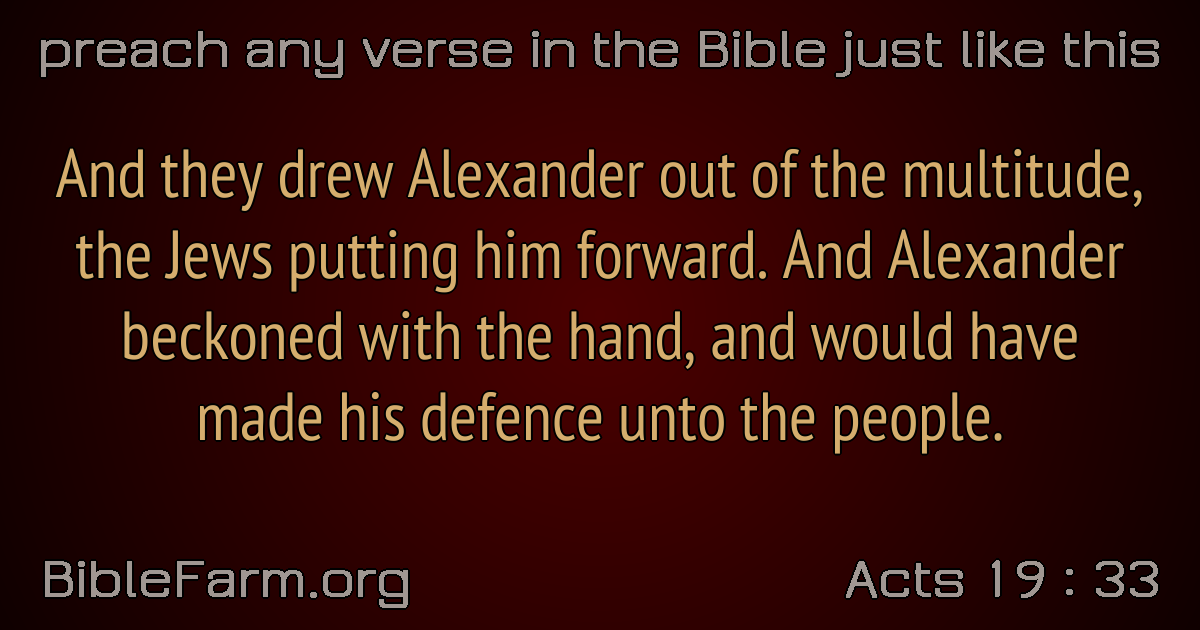 preach any verse in the Bible just like this
And they drew Alexander out of the multitude,
the Jews putting him forward. And Alexander
beckoned with the hand, and would have
made his defence unto the people.
BibleFarm.org
Acts 19 : 33